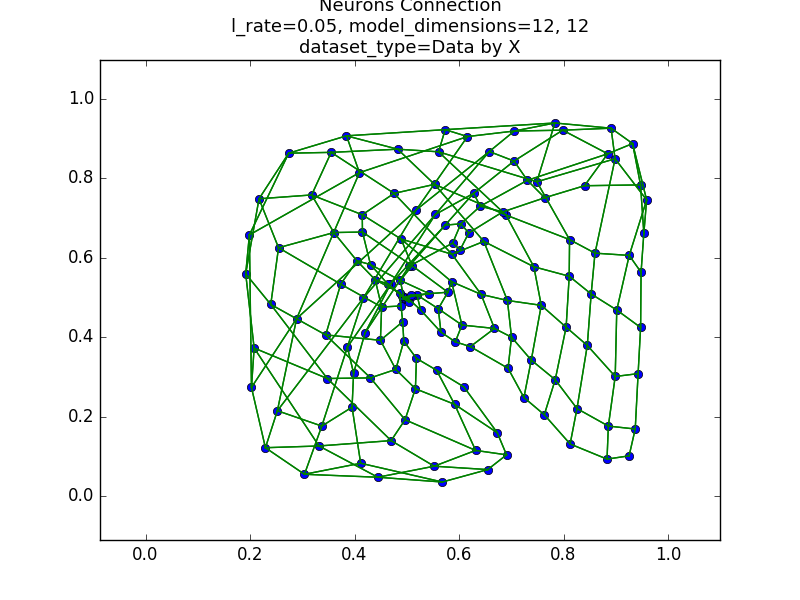 Neurons Connection
l_rate=0.05, model_dimensions=12, 12
dataset_type=Data by X
1.0
0.8
0.6
0.4
0.2
0.0
0.0 0.2 0.4 0.6 0.8 1.0